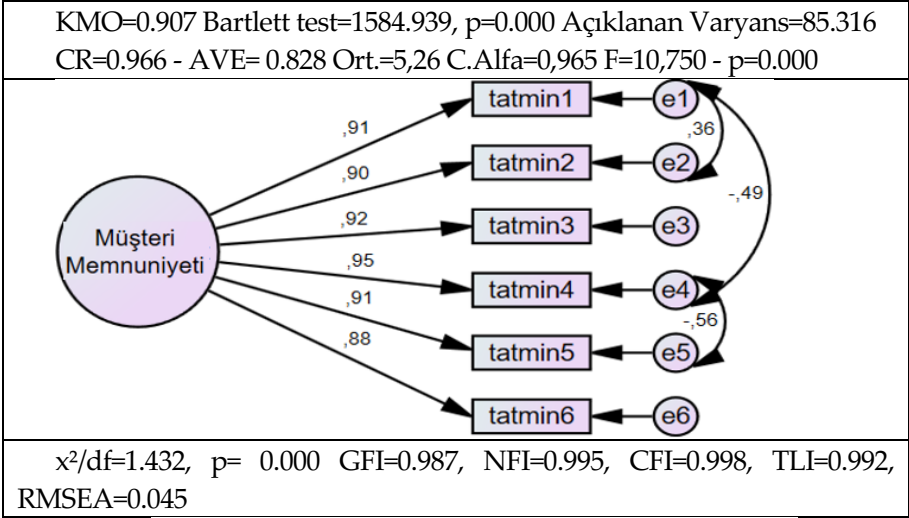 KMO=0.907 Bartlett test=1584.939, p=0.000 Açıklanan Varyans=85.316
CR=0.966 - AVE= 0.828 Ort.=5,26 C.Alfa=0,965 F=10,750 - p=0.000
tatmin1
e1
,91
,36
tatmin2
e2
,90
-,49
tatmin3
e3
,92
Müşteri
Memnuniyeti
,95
tatmin4
e4
,91
-,56
tatmin5
e5
,88
tatmin6
e6
x²/df=1.432, p= 0.000 GFI=0.987, NFI=0.995, CFI=0.998, TLI=0.992,
RMSEA=0.045